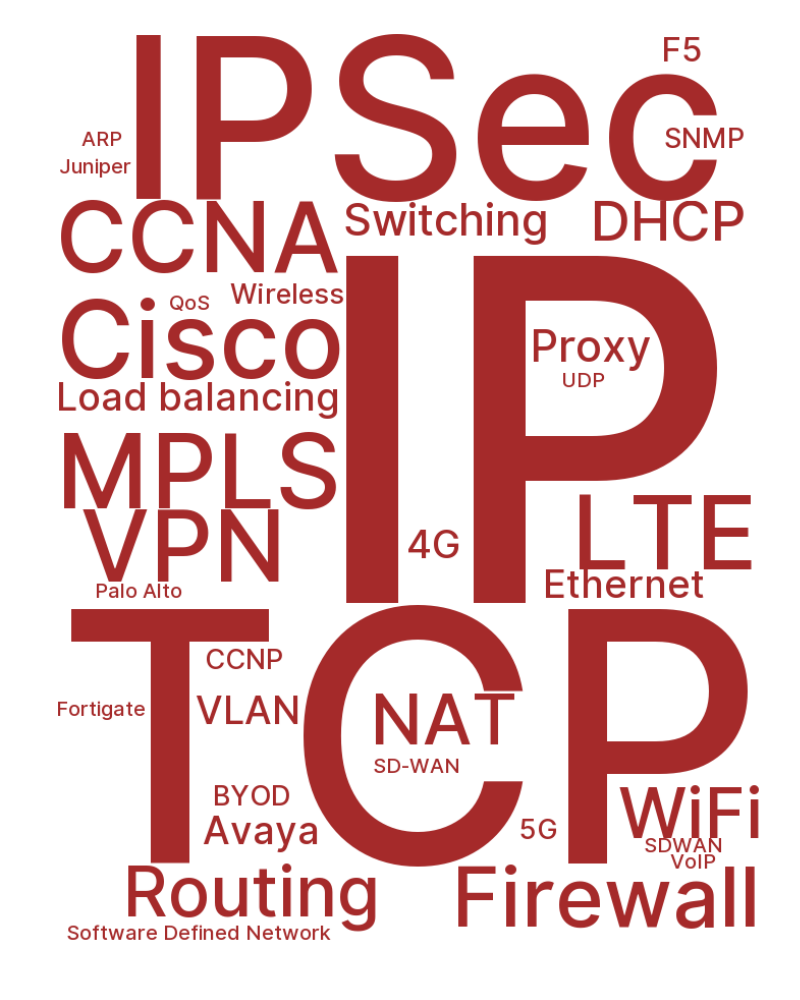 IPSec
F5
ARP
SNMP
Juniper
CCNA
Switching
DHCP
Wireless
QoS
Cisco
Proxy
UDP
Load balancing
IP
MPLS
VPN
4G
LTE
Ethernet
Palo Alto
TCP
CCNP
Fortigate
VLAN
NAT
SD-WAN
BYOD
Avaya
5G
WiFi
SDWAN
VoIP
Routing
Firewall
Software Defined Network